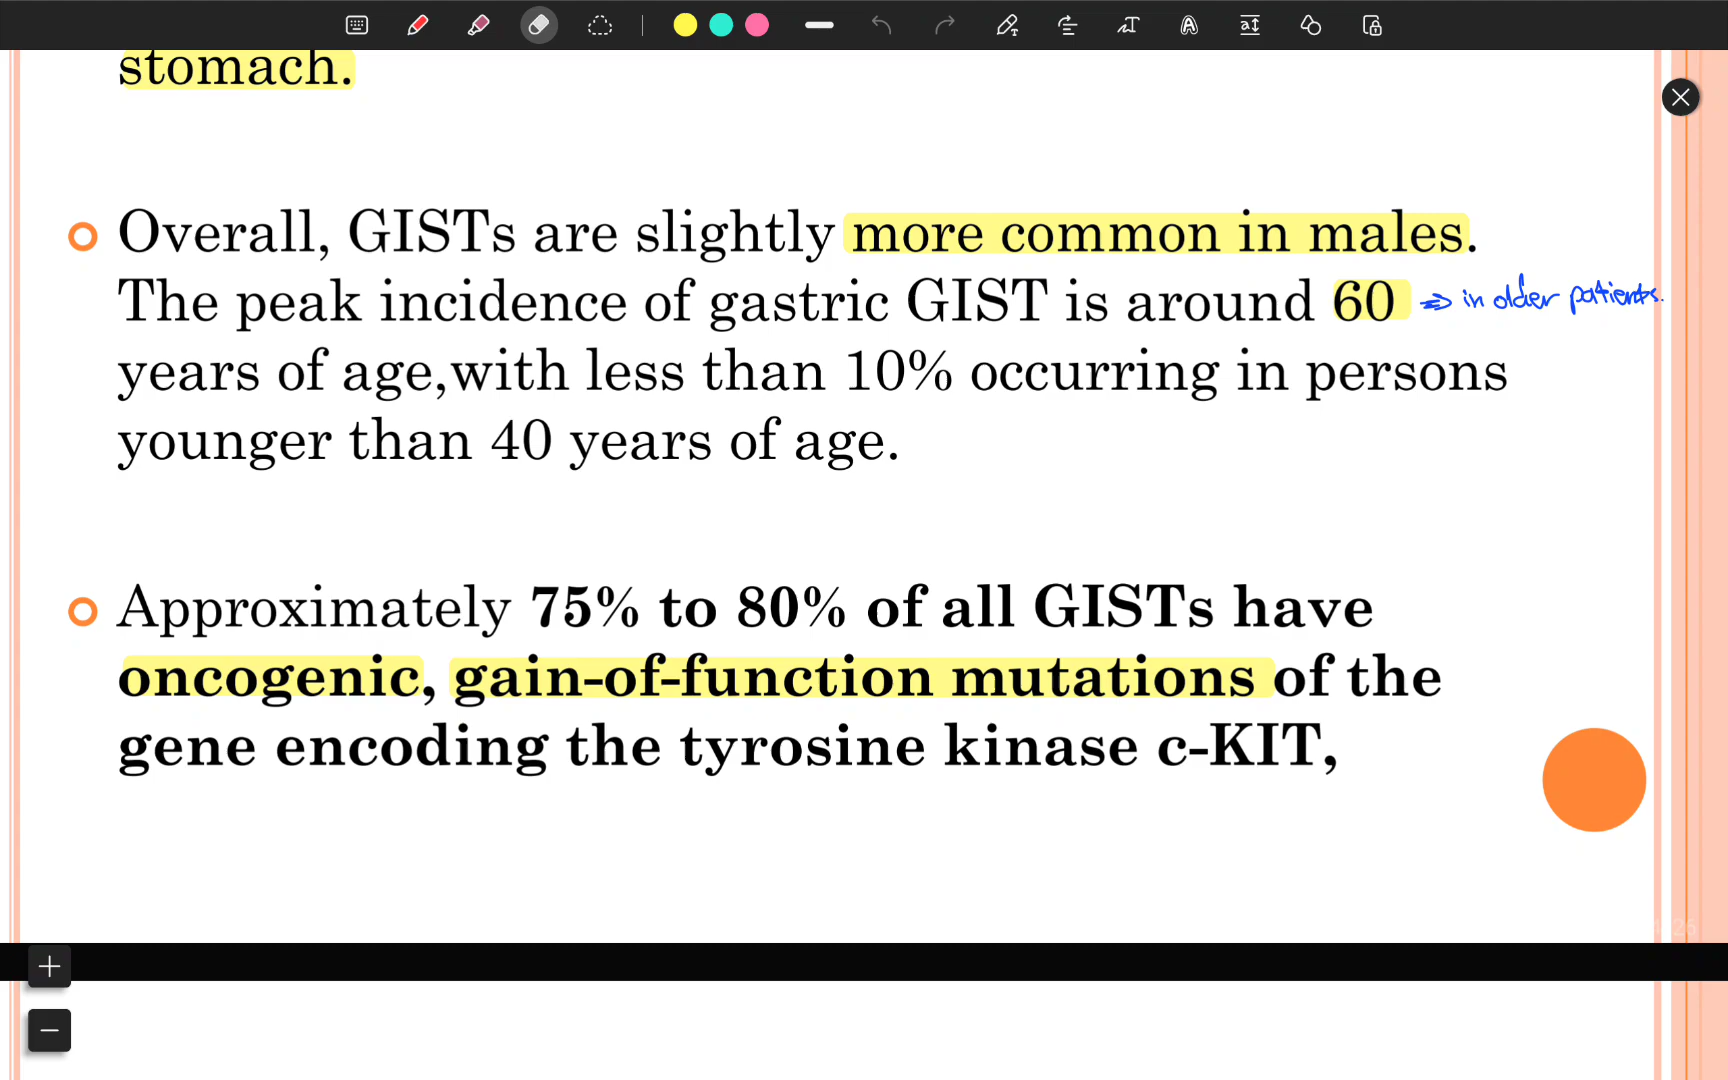 stomach.
Overall, GISTs are slightly more common in males.
The peak incidence of gastric GIST is around 60 => in older patients.
years of age,with less than 10% occurring in persons
younger than 40 years of age.
Approximately 75% to 80% of all GISTs have
oncogenic, gain-of-function mutations of the
gene encoding the tyrosine kinase c-KIT,